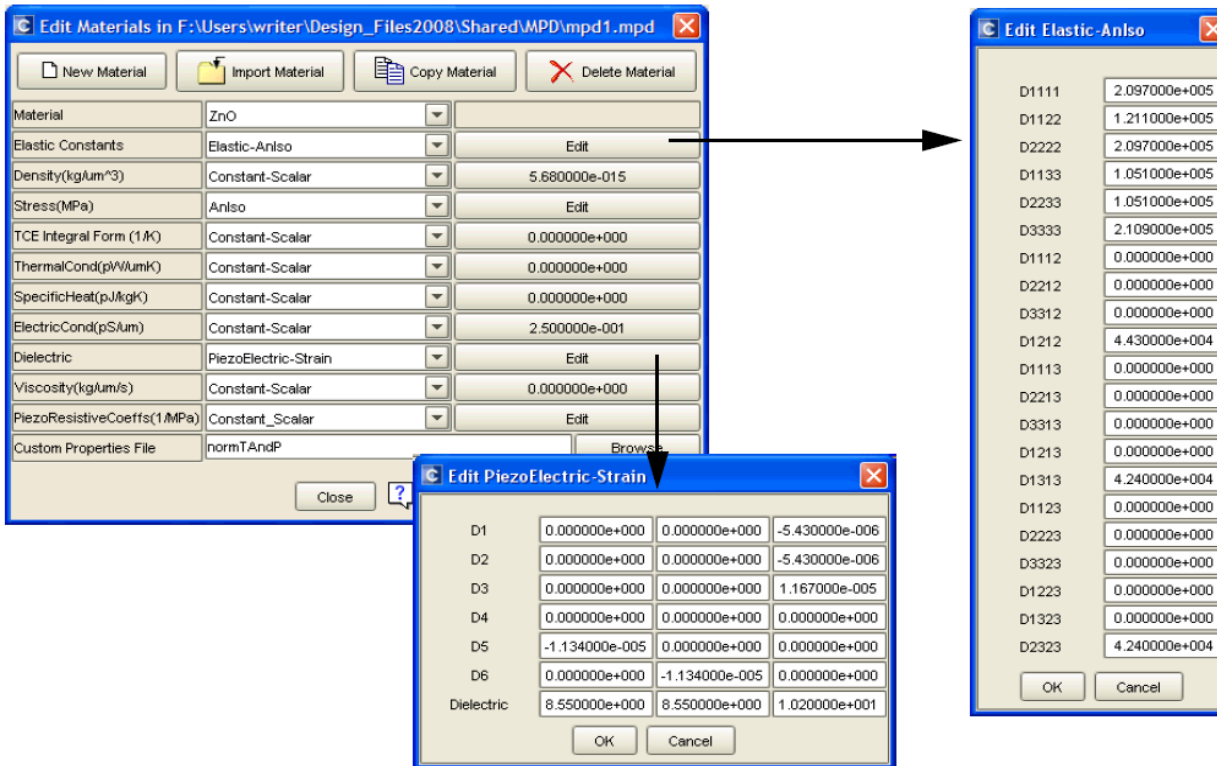 Edit Materials in F:\Users\writer\Design_Files2008\Shared\MPD\mpd1.mpd
New Material Import Material Copy Material Delete Material
Material ZnO
Elastic Constants Elastic-AnIso Edit
Density(kg/um^3) Constant-Scalar 5.680000e-015
Stress(MPa) AnIso Edit
TCE Integral Form (1/K) Constant-Scalar 0.000000e+000
ThermalCond(pW/umK) Constant-Scalar 0.000000e+000
SpecificHeat(pJ/kgK) Constant-Scalar 0.000000e+000
ElectricCond(pS/um) Constant-Scalar 2.500000e-001
Dielectric PiezoElectric-Strain Edit
Viscosity(kg/um/s) Constant-Scalar 0.000000e+000
PiezoResistiveCoeffs(1/MPa) Constant_Scalar Edit
Custom Properties File normTAndP Browse
Close ?
Edit PiezoElectric-Strain
D1 0.000000e+000 0.000000e+000 -5.430000e-006
D2 0.000000e+000 0.000000e+000 -5.430000e-006
D3 0.000000e+000 0.000000e+000 1.167000e-005
D4 0.000000e+000 0.000000e+000 0.000000e+000
D5 -1.134000e-005 0.000000e+000 0.000000e+000
D6 0.000000e+000 -1.134000e-005 0.000000e+000
Dielectric 8.550000e+000 8.550000e+000 1.020000e+001
OK Cancel
Edit Elastic-AnIso
D1111 2.097000e+005
D1122 1.211000e+005
D2222 2.097000e+005
D1133 1.051000e+005
D2233 1.051000e+005
D3333 2.109000e+005
D1112 0.000000e+000
D2212 0.000000e+000
D3312 0.000000e+000
D1212 4.430000e+004
D1113 0.000000e+000
D2213 0.000000e+000
D3313 0.000000e+000
D1213 0.000000e+000
D1313 4.240000e+004
D1123 0.000000e+000
D2223 0.000000e+000
D3323 0.000000e+000
D1223 0.000000e+000
D1323 0.000000e+000
D2323 4.240000e+004
OK Cancel